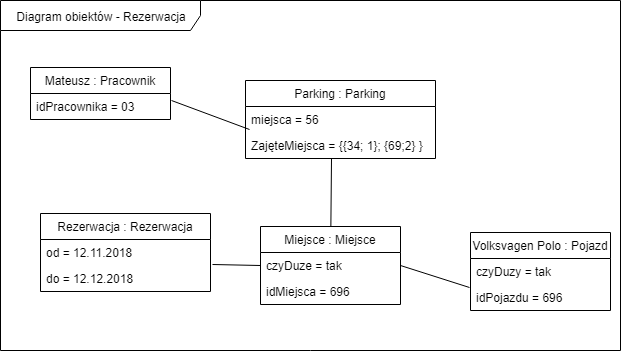 Diagram obiektów - Rezerwacja
Mateusz : Pracownik
idPracownika = 03
Parking : Parking
miejsca = 56
ZajęteMiejsca = {{34; 1}; {69;2} }
Rezerwacja : Rezerwacja
od = 12.11.2018
do = 12.12.2018
Miejsce : Miejsce
czyDuze = tak
idMiejsca = 696
Volksvagen Polo : Pojazd
czyDuzy = tak
idPojazdu = 696